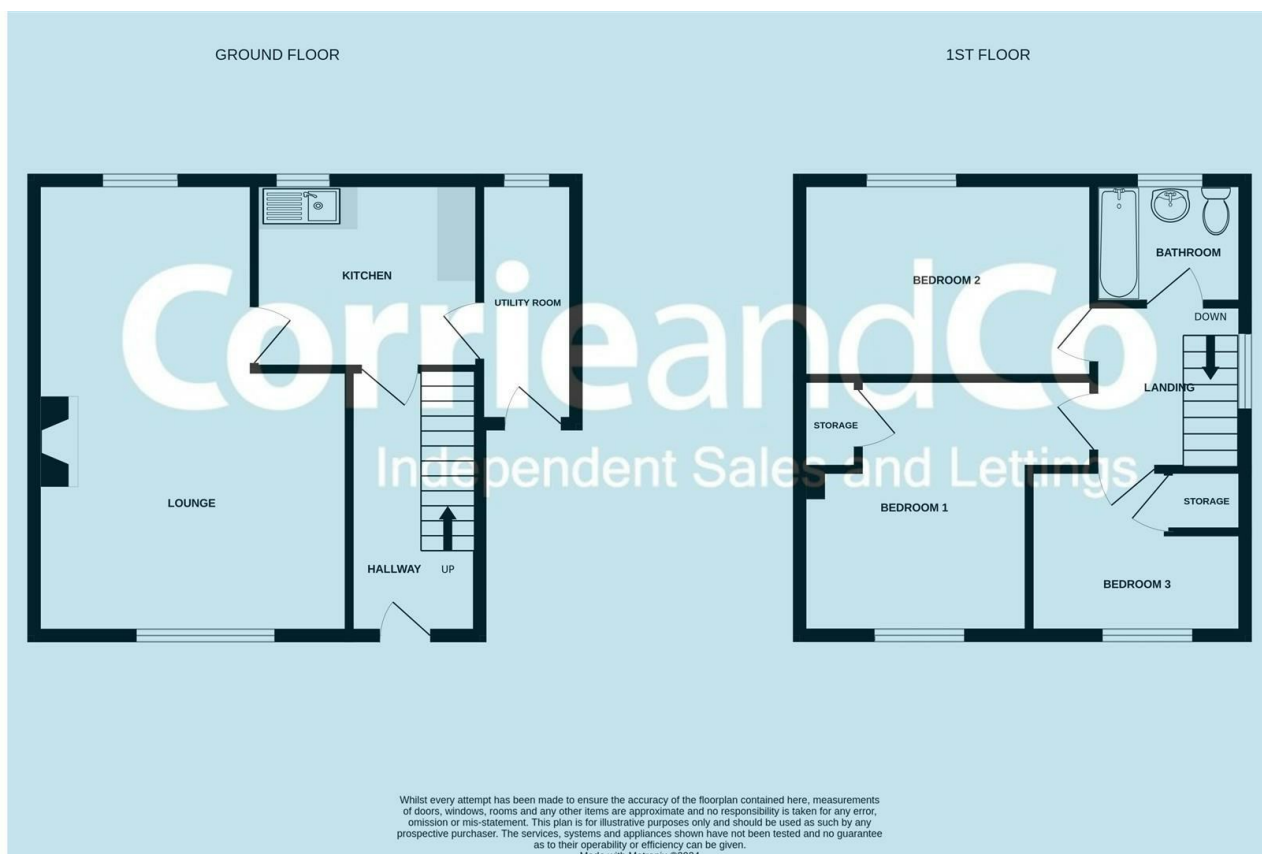 GROUND FLOOR
1ST FLOOR
KITCHEN
UTILITY ROOM
LOUNGE
HALLWAY
UP
BEDROOM 2
BATHROOM
DOWN
LANDING
STORAGE
BEDROOM 1
STORAGE
BEDROOM 3
CorrieandCo
Independent Sales and Lettings
Whilst every attempt has been made to ensure the accuracy of the floorplan contained here, measurements
of doors, windows, rooms and any other items are approximate and no responsibility is taken for any error,
omission or mis-statement. This plan is for illustrative purposes only and should be used as such by any
prospective purchaser. The services, systems and appliances shown have not been tested and no guarantee
as to their operability or efficiency can be given.
Made with Metropix ©2024